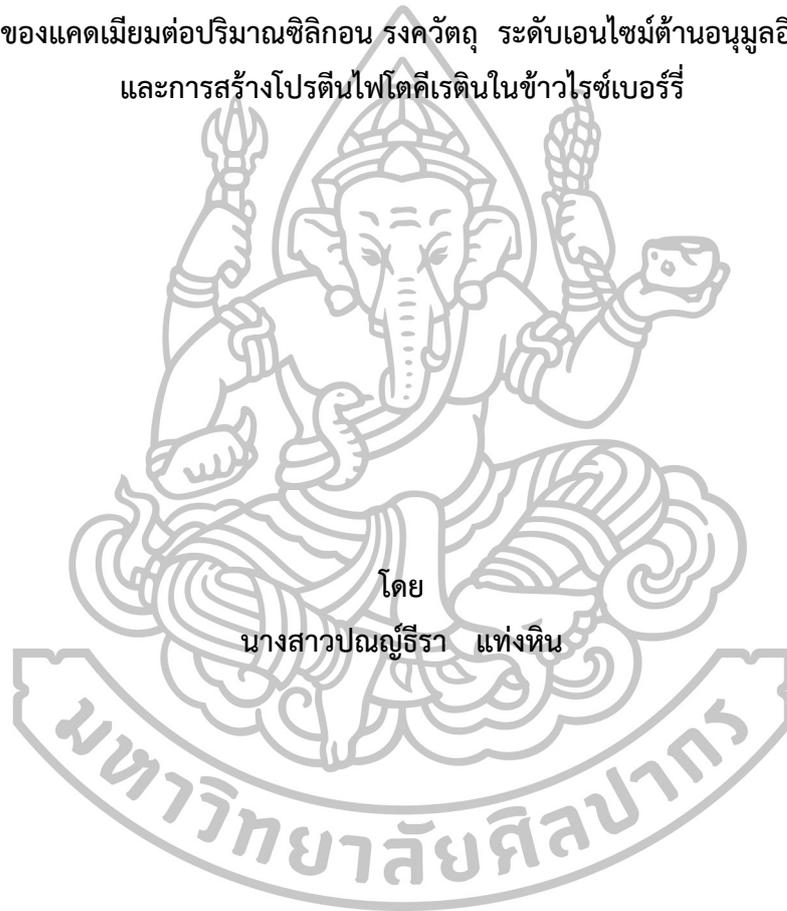 ของแคดเมียมต่อปริมาณซิลิกอน รงควัตถุ ระดับเอนไซม์ต้านอนุมูลอิ
และการสร้างโปรตีนไฟโตคีเรตินในข้าวไรซ์เบอร์รี่
โดย
นางสาวปณญ์ธีรา แท่งหิน
มหาวิทยาลัยศิลปากร